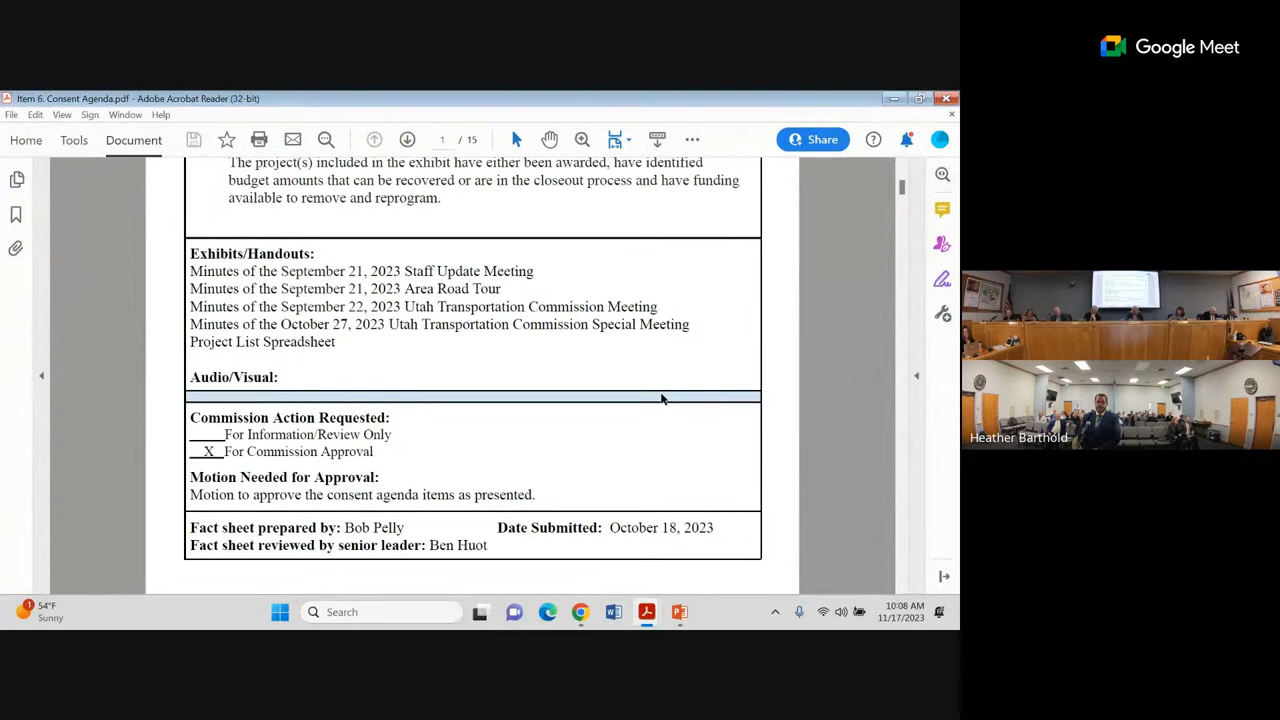 Google Meet
Item 6. Consent Agenda.pdf - Adobe Acrobat Reader (32-bit)
File Edit View Sign Window Help
Home Tools Document 1 / 15 Share
The project(s) included in the exhibit have either been awarded, have identified
budget amounts that can be recovered or are in the closeout process and have funding
available to remove and reprogram.
Exhibits/Handouts:
Minutes of the September 21, 2023 Staff Update Meeting
Minutes of the September 21, 2023 Area Road Tour
Minutes of the September 22, 2023 Utah Transportation Commission Meeting
Minutes of the October 27, 2023 Utah Transportation Commission Special Meeting
Project List Spreadsheet
Audio/Visual:
Commission Action Requested:
_____For Information/Review Only
__X__For Commission Approval
Motion Needed for Approval:
Motion to approve the consent agenda items as presented.
Fact sheet prepared by: Bob Pelly Date Submitted: October 18, 2023
Fact sheet reviewed by senior leader: Ben Huot
Heather Barthold
1
54°F
Sunny
Search
10:08 AM
11/17/2023